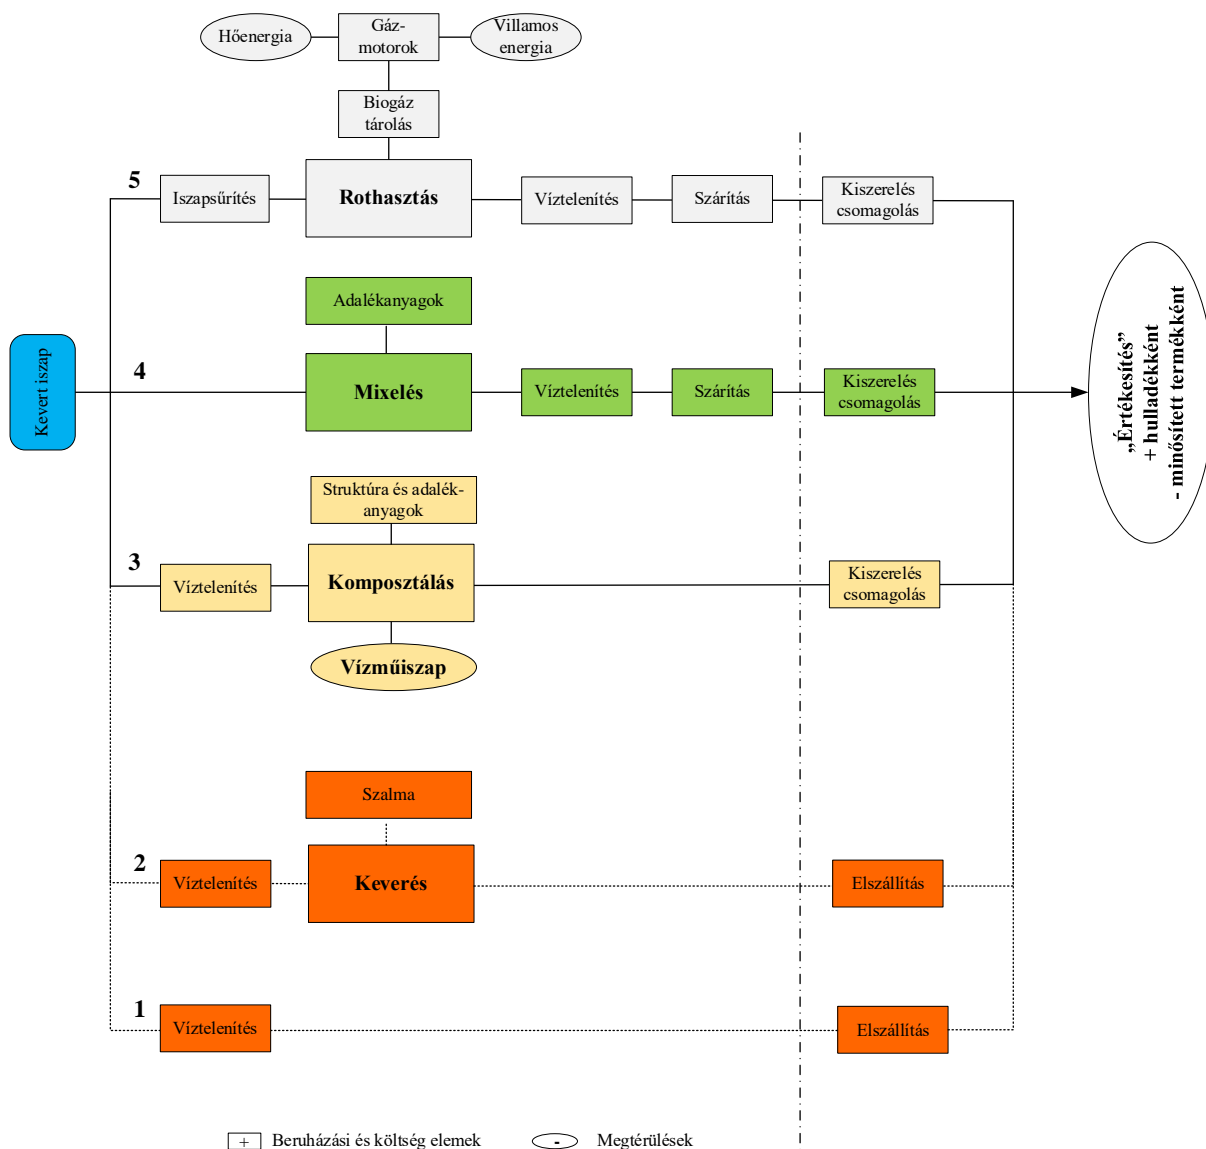 Hőenergia
Gáz-
motorok
Villamos
energia
Biogáz
tárolás
5
Iszapsűrítés
Rothasztás
Víztelenítés
Szárítás
Kiszerelés
csomagolás
Adalékanyagok
Kevert iszap
4
Mixelés
Víztelenítés
Szárítás
Kiszerelés
csomagolás
„Értékesítés”
+ hulladékként
- minősített termékként
Struktúra és adalék-
anyagok
3
Víztelenítés
Komposztálás
Kiszerelés
csomagolás
Vízműiszap
Szalma
2
Víztelenítés
Keverés
Elszállítás
1
Víztelenítés
Elszállítás
+ Beruházási és költség elemek
- Megtérülések